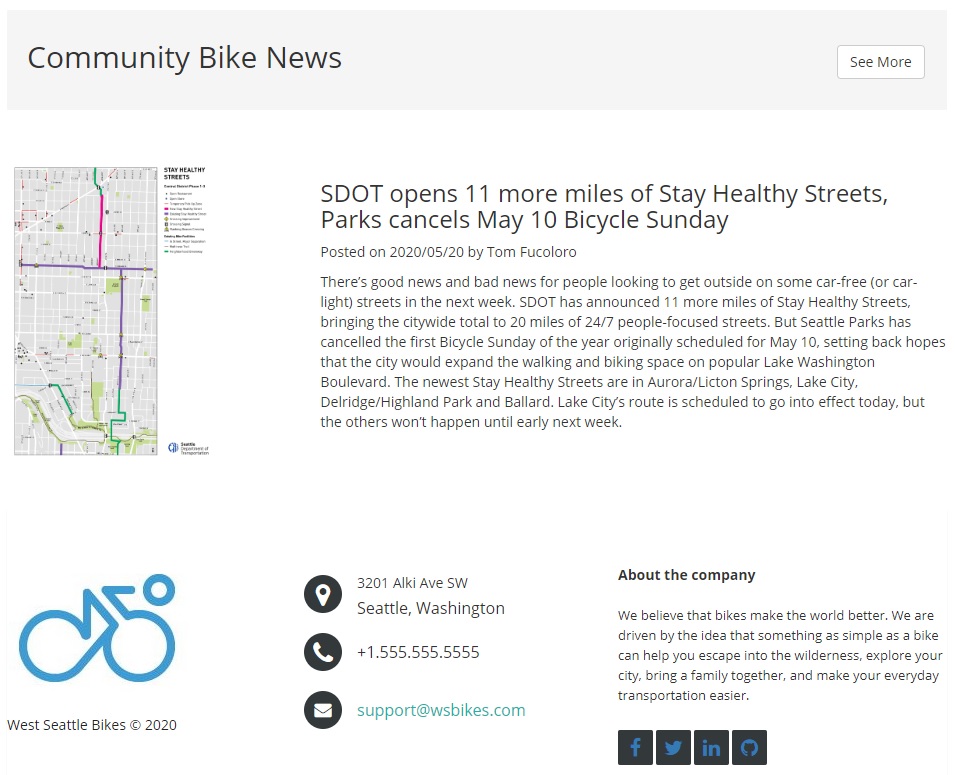 Community Bike News
See More
STAY HEALTHY
STREETS
SDOT opens 11 more miles of Stay Healthy Streets,
Parks cancels May 10 Bicycle Sunday
Posted on 2020/05/20 by Tom Fucoloro
There’s good news and bad news for people looking to get outside on some car-free (or car-
light) streets in the next week. SDOT has announced 11 more miles of Stay Healthy Streets,
bringing the citywide total to 20 miles of 24/7 people-focused streets. But Seattle Parks has
cancelled the first Bicycle Sunday of the year originally scheduled for May 10, setting back hopes
that the city would expand the walking and biking space on popular Lake Washington
Boulevard. The newest Stay Healthy Streets are in Aurora/Licton Springs, Lake City,
Delridge/Highland Park and Ballard. Lake City’s route is scheduled to go into effect today, but
the others won’t happen until early next week.
Seattle
Department of
Transportation
West Seattle Bikes © 2020
3201 Alki Ave SW
Seattle, Washington
+1.555.555.5555
support@wsbikes.com
About the company
We believe that bikes make the world better. We are
driven by the idea that something as simple as a bike
can help you escape into the wilderness, explore your
city, bring a family together, and make your everyday
transportation easier.